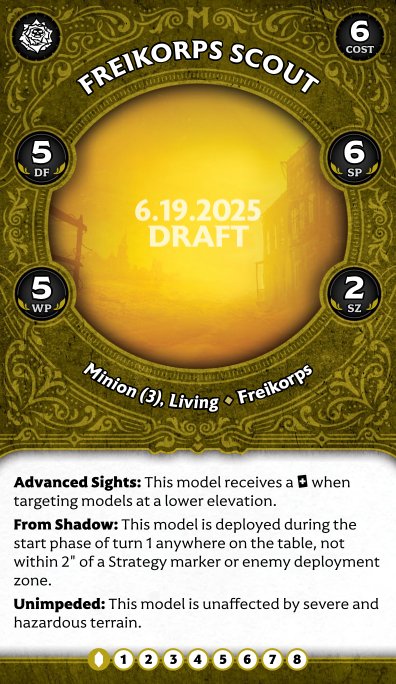 6
COST
FREIKORPS SCOUT
5
DF
6
SP
6.19.2025
DRAFT
5
WP
2
SZ
Minion (3), Living ⬥ Freikorps
Advanced Sights: This model receives a 🞥 when
targeting models at a lower elevation.
From Shadow: This model is deployed during the
start phase of turn 1 anywhere on the table, not
within 2" of a Strategy marker or enemy deployment
zone.
Unimpeded: This model is unaffected by severe and
hazardous terrain.
1 2 3 4 5 6 7 8